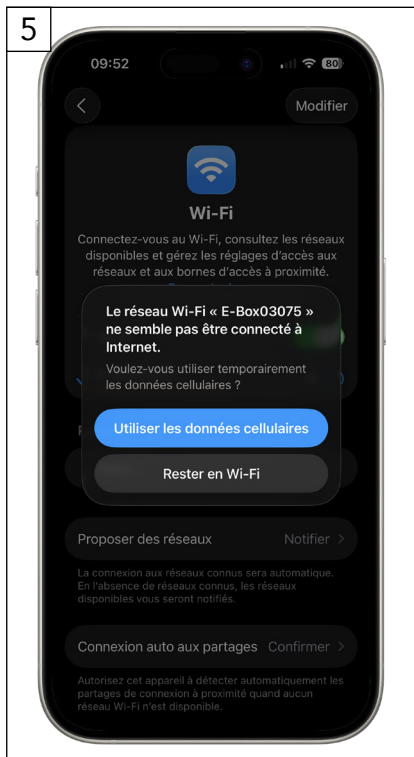 5
09:52
80
Modifier
Wi-Fi
Connectez-vous au Wi-Fi, consultez les réseaux
disponibles et gérez les réglages d'accès aux
réseaux et aux bornes d'accès à proximité.
Le réseau Wi-Fi « E-Box03075 »
ne semble pas être connecté à
Internet.
Voulez-vous utiliser temporairement
les données cellulaires ?
Utiliser les données cellulaires
Rester en Wi-Fi
Proposer des réseaux Notifier >
La connexion aux réseaux connus sera automatique.
En l'absence de réseaux connus, les réseaux
disponibles vous seront notifiés.
Connexion auto aux partages Confirmer >
Autorisez cet appareil à détecter automatiquement les
partages de connexion à proximité quand aucun
réseau Wi-Fi n'est disponible.